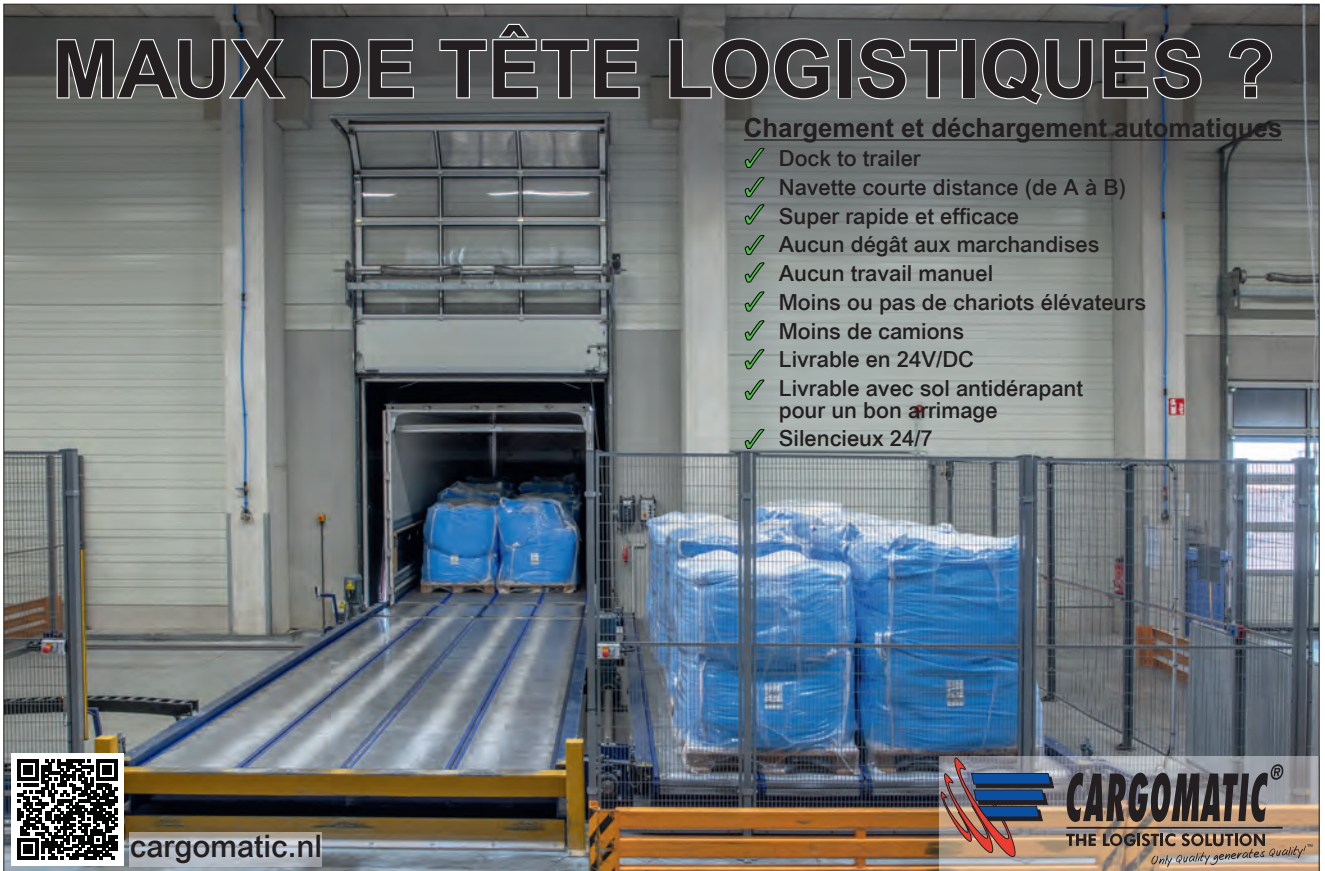 MAUX DE TÊTE LOGISTIQUES ?
Chargement et déchargement automatiques
✓ Dock to trailer
✓ Navette courte distance (de A à B)
✓ Super rapide et efficace
✓ Aucun dégât aux marchandises
✓ Aucun travail manuel
✓ Moins ou pas de chariots élévateurs
✓ Moins de camions
✓ Livrable en 24V/DC
✓ Livrable avec sol antidérapant
pour un bon arrimage
✓ Silencieux 24/7
cargomatic.nl
CARGOMATIC®
THE LOGISTIC SOLUTION
Only Quality generates Quality!™